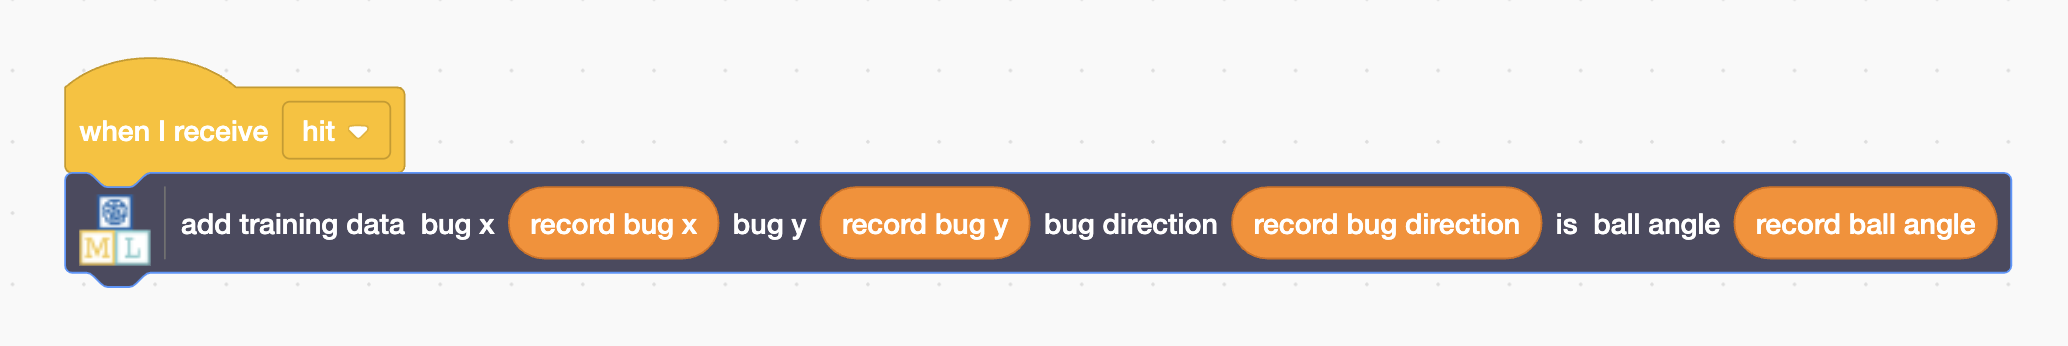 when I receive hit
ML add training data bug x record bug x bug y record bug y bug direction record bug direction is ball angle record ball angle